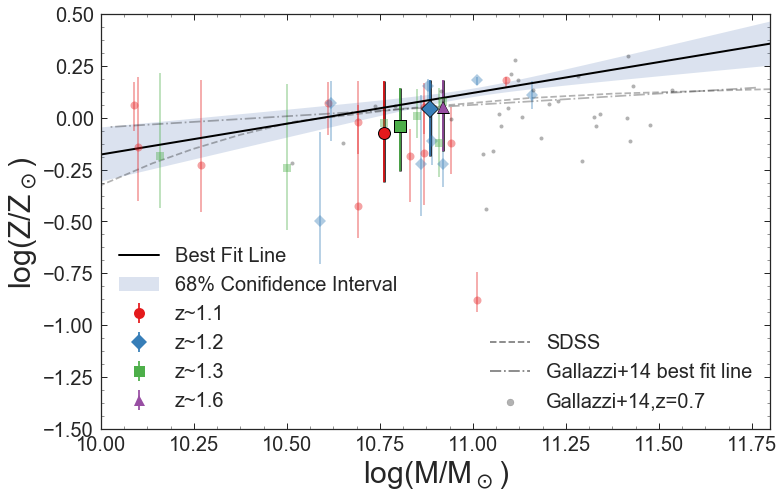 0.50
0.25
0.00
−0.25
−0.50
−0.75
−1.00
−1.25
−1.50
log(Z/Z⊙)
10.00 10.25 10.50 10.75 11.00 11.25 11.50 11.75
log(M/M⊙)
Best Fit Line
68% Conifidence Interval
z~1.1
z~1.2
z~1.3
z~1.6
SDSS
Gallazzi+14 best fit line
Gallazzi+14,z=0.7